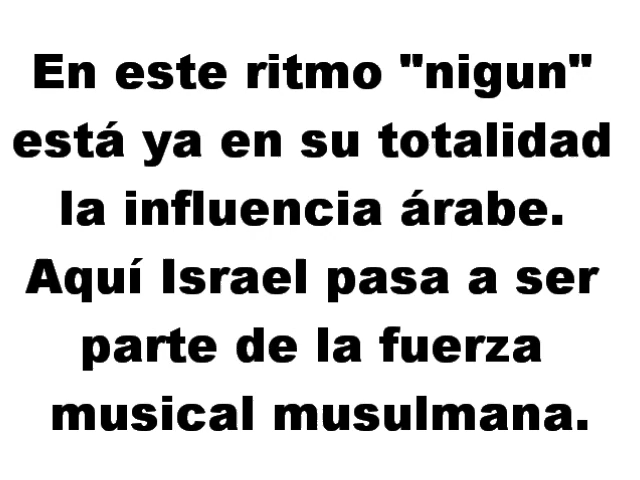 En este ritmo "nigun"
está ya en su totalidad
la influencia árabe.
Aquí Israel pasa a ser
parte de la fuerza
musical musulmana.